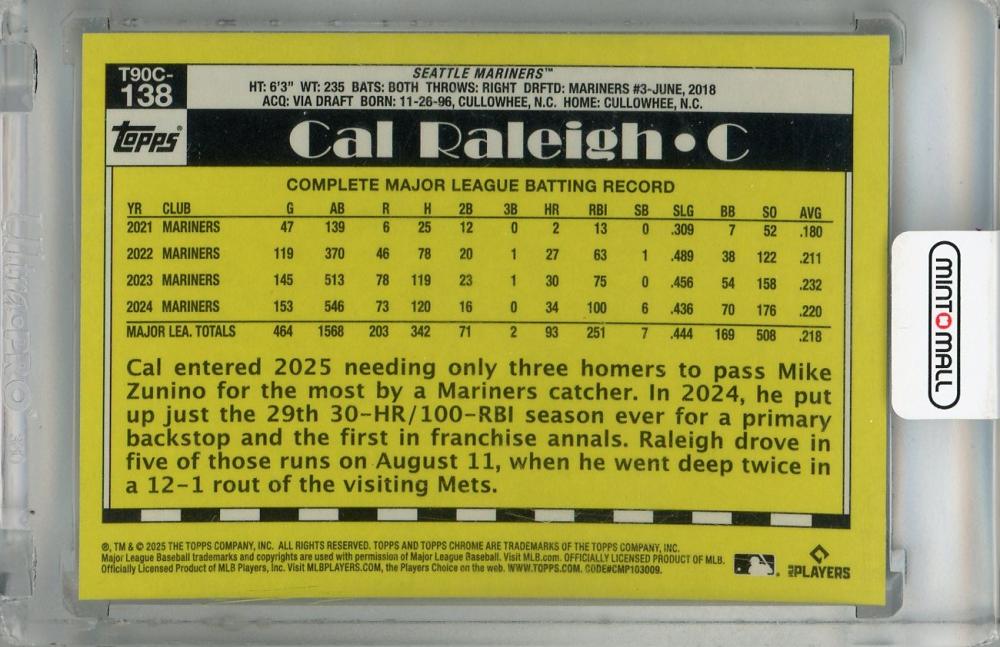 T90C-
138
SEATTLE MARINERS™
HT: 6'3" WT: 235 BATS: BOTH THROWS: RIGHT DRFTD: MARINERS #3-JUNE, 2018
ACQ: VIA DRAFT BORN: 11-26-96, CULLOWHEE, N.C. HOME: CULLOWHEE, N.C.
topps®
Cal Raleigh • C
COMPLETE MAJOR LEAGUE BATTING RECORD
YR CLUB G AB R H 2B 3B HR RBI SB SLG BB SO AVG
2021 MARINERS 47 139 6 25 12 0 2 13 0 .309 7 52 .180
2022 MARINERS 119 370 46 78 20 1 27 63 1 .489 38 122 .211
2023 MARINERS 145 513 78 119 23 1 30 75 0 .456 54 158 .232
2024 MARINERS 153 546 73 120 16 0 34 100 6 .436 70 176 .220
MAJOR LEA. TOTALS 464 1568 203 342 71 2 93 251 7 .444 169 508 .218
Cal entered 2025 needing only three homers to pass Mike
Zunino for the most by a Mariners catcher. In 2024, he put
up just the 29th 30-HR/100-RBI season ever for a primary
backstop and the first in franchise annals. Raleigh drove in
five of those runs on August 11, when he went deep twice in
a 12-1 rout of the visiting Mets.
®, TM & © 2025 THE TOPPS COMPANY, INC. ALL RIGHTS RESERVED. TOPPS AND TOPPS CHROME ARE TRADEMARKS OF THE TOPPS COMPANY, INC.
Major League Baseball trademarks and copyrights are used with permission of Major League Baseball. Visit MLB.com. OFFICIALLY LICENSED PRODUCT OF MLB.
Officially Licensed Product of MLB Players, Inc. Visit MLBPLAYERS.COM, the Players Choice on the web. WWW.TOPPS.COM. CODE#CMP103009.
MLB PLAYERS
MINT MALL
Ultra PRO